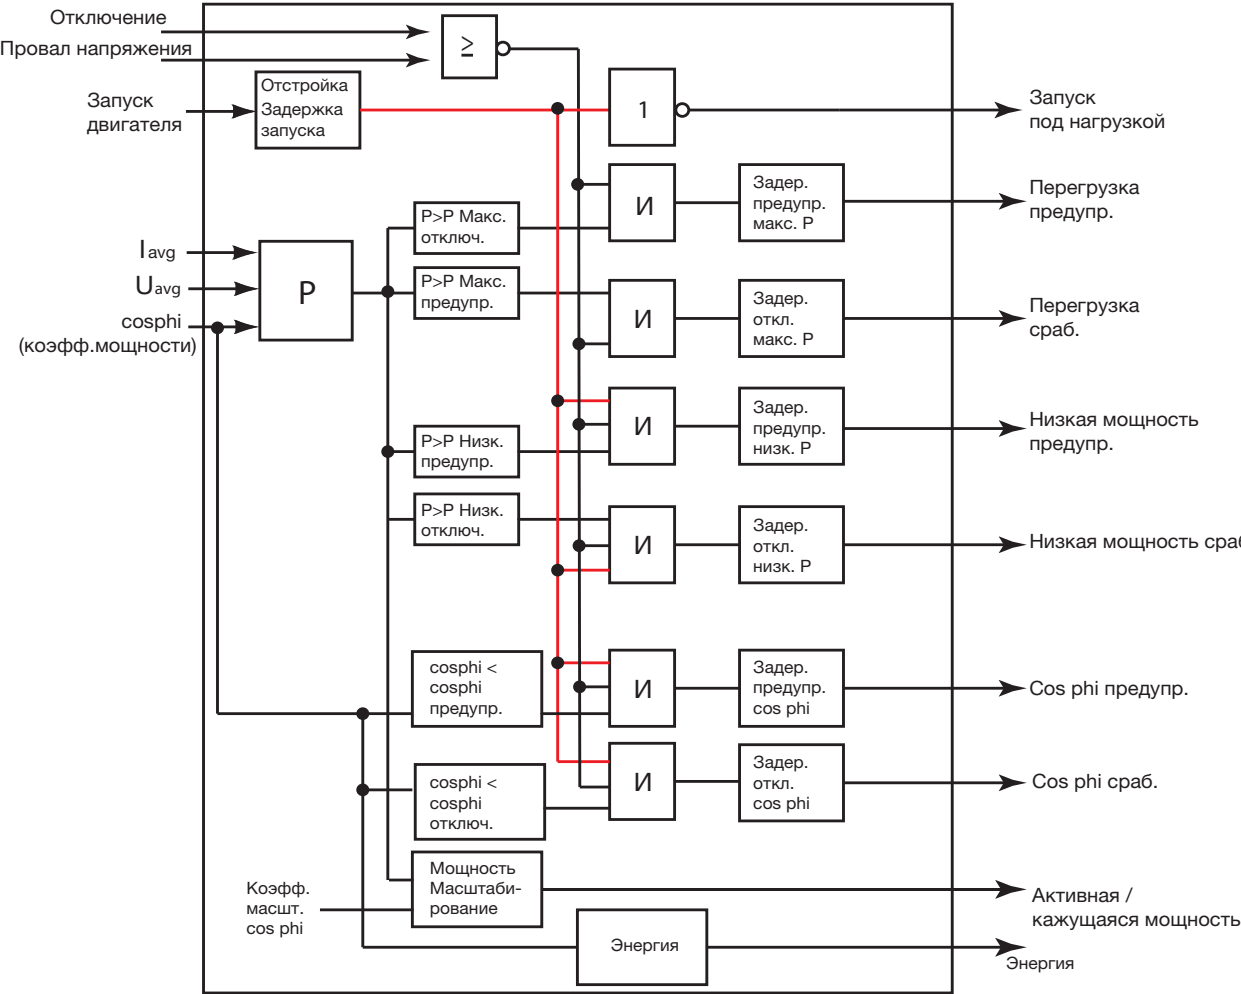 Отключение
Провал напряжения
≥
Запуск
двигателя
Отстройка
Задержка
запуска
1
Запуск
под нагрузкой
P>P Макс.
отключ.
И
Задер.
предупр.
макс. P
Перегрузка
предупр.
Iavg
Uavg
cosphi
(коэфф.мощности)
P
P>P Макс.
предупр.
И
Задер.
откл.
макс. P
Перегрузка
сраб.
P>P Низк.
предупр.
И
Задер.
предупр.
низк. P
Низкая мощность
предупр.
P>P Низк.
отключ.
И
Задер.
откл.
низк. P
Низкая мощность сраб
cosphi <
cosphi
предупр.
И
Задер.
предупр.
cos phi
Cos phi предупр.
cosphi <
cosphi
отключ.
И
Задер.
откл.
cos phi
Cos phi сраб.
Коэфф.
масшт.
cos phi
Мощность
Масштаби-
рование
Активная /
кажущаяся мощность
Энергия
Энергия